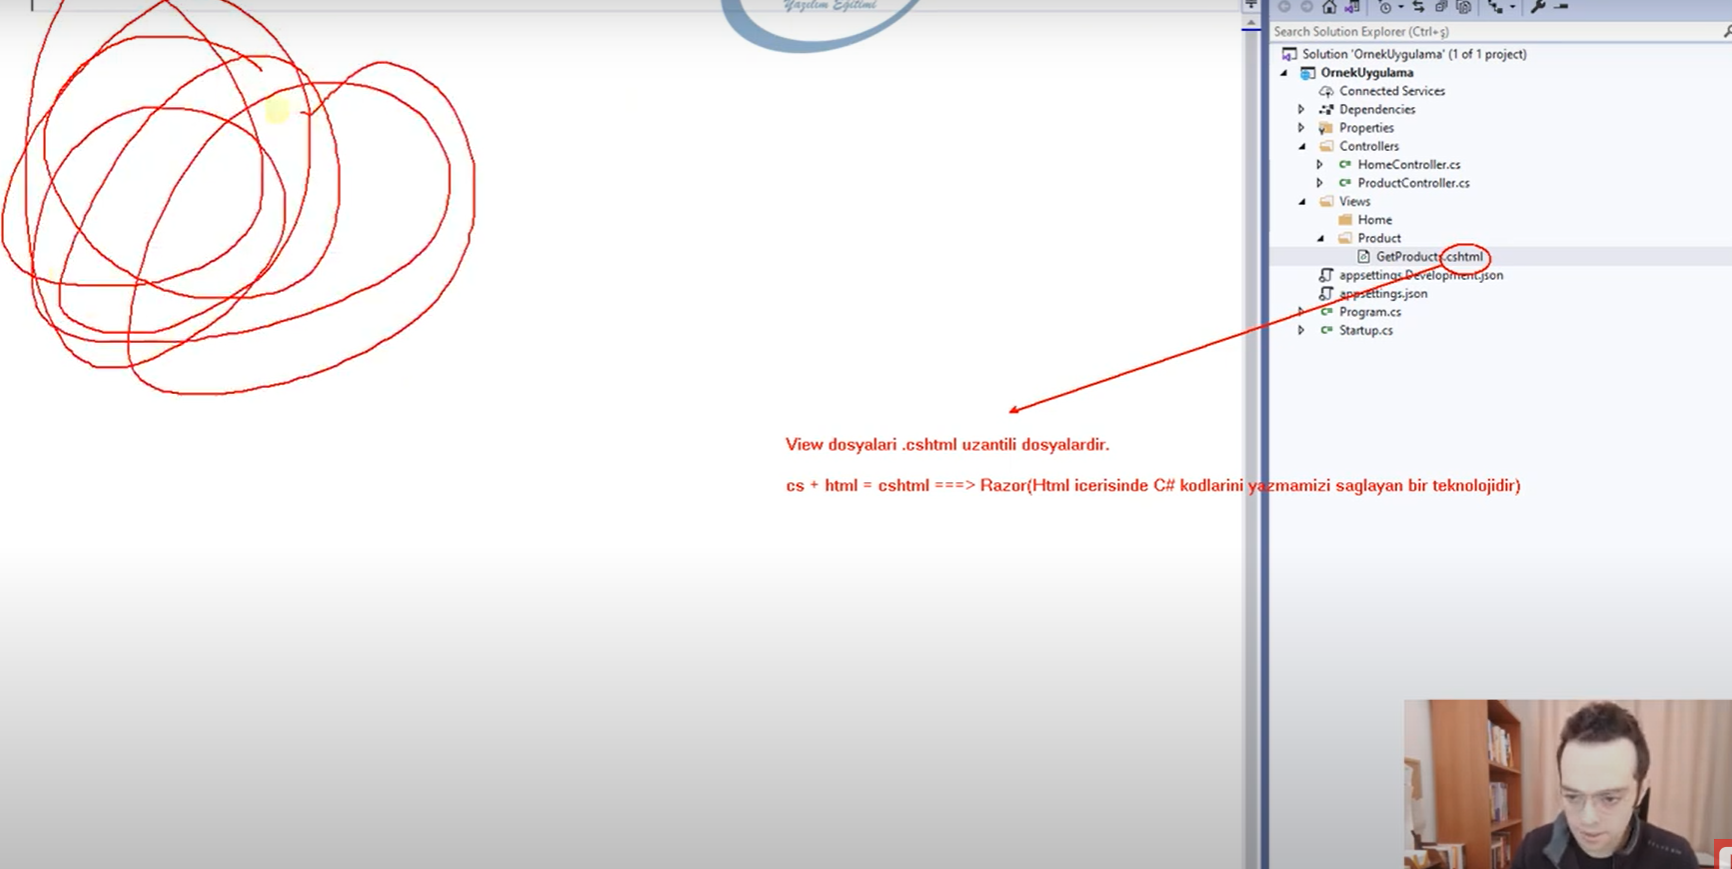 Yazılım Eğitimi
Search Solution Explorer (Ctrl+ş)
Solution 'OrnekUygulama' (1 of 1 project)
OrnekUygulama
Connected Services
Dependencies
Properties
Controllers
C# HomeController.cs
C# ProductController.cs
Views
Home
Product
GetProducts.cshtml
appsettings.Development.json
appsettings.json
C# Program.cs
C# Startup.cs
View dosyalari .cshtml uzantili dosyalardir.
cs + html = cshtml ===> Razor(Html icerisinde C# kodlarini yazmamizi saglayan bir teknolojidir)